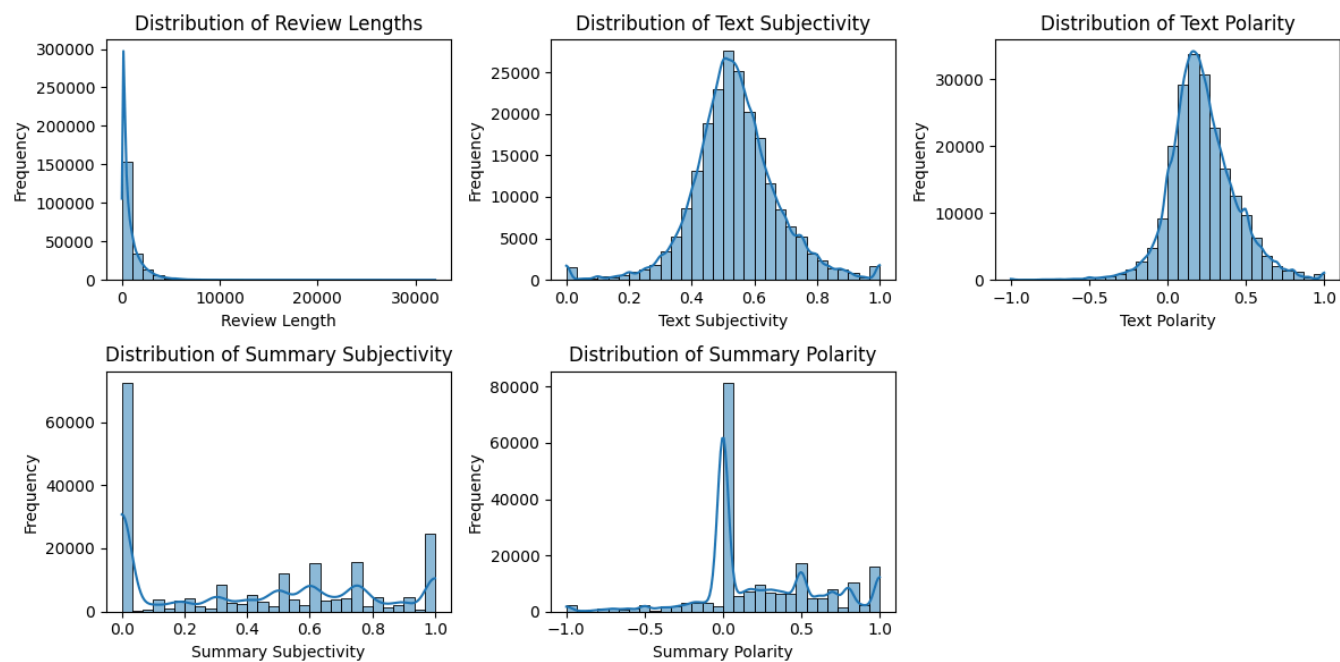 Distribution of Review Lengths
300000
250000
200000
150000
100000
50000
0
Frequency
0 10000 20000 30000
Review Length
Distribution of Text Subjectivity
25000
20000
15000
10000
5000
0
Frequency
0.0 0.2 0.4 0.6 0.8 1.0
Text Subjectivity
Distribution of Text Polarity
30000
20000
10000
0
Frequency
−1.0 −0.5 0.0 0.5 1.0
Text Polarity
Distribution of Summary Subjectivity
60000
40000
20000
0
Frequency
0.0 0.2 0.4 0.6 0.8 1.0
Summary Subjectivity
Distribution of Summary Polarity
80000
60000
40000
20000
0
Frequency
−1.0 −0.5 0.0 0.5 1.0
Summary Polarity